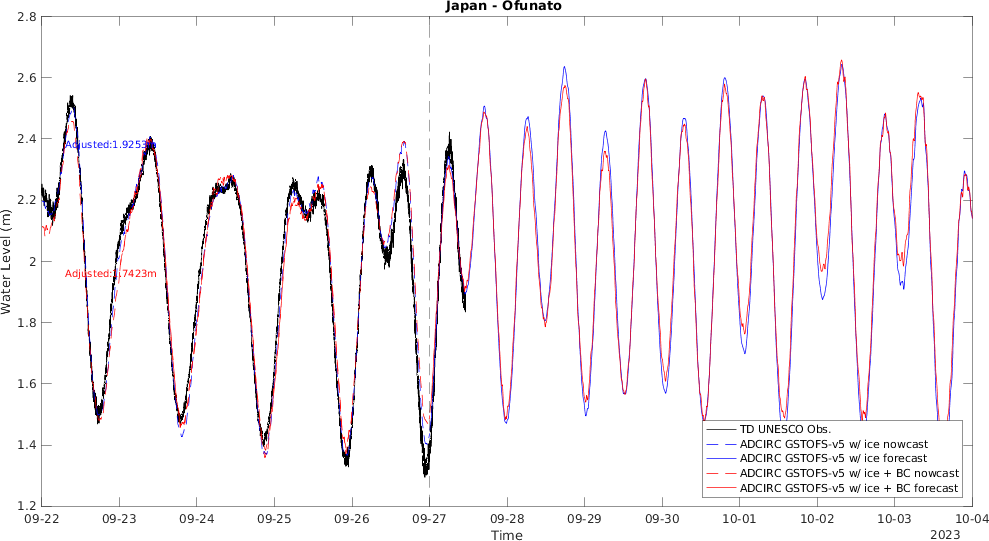 Japan - Ofunato
2.8
2.6
2.4
2.2
2
1.8
1.6
1.4
1.2
Water Level (m)
Adjusted:1.9253m
Adjusted:1.7423m
TD UNESCO Obs.
ADCIRC GSTOFS-v5 w/ ice nowcast
ADCIRC GSTOFS-v5 w/ ice forecast
ADCIRC GSTOFS-v5 w/ ice + BC nowcast
ADCIRC GSTOFS-v5 w/ ice + BC forecast
09-22 09-23 09-24 09-25 09-26 09-27 09-28 09-29 09-30 10-01 10-02 10-03 10-04
Time
2023